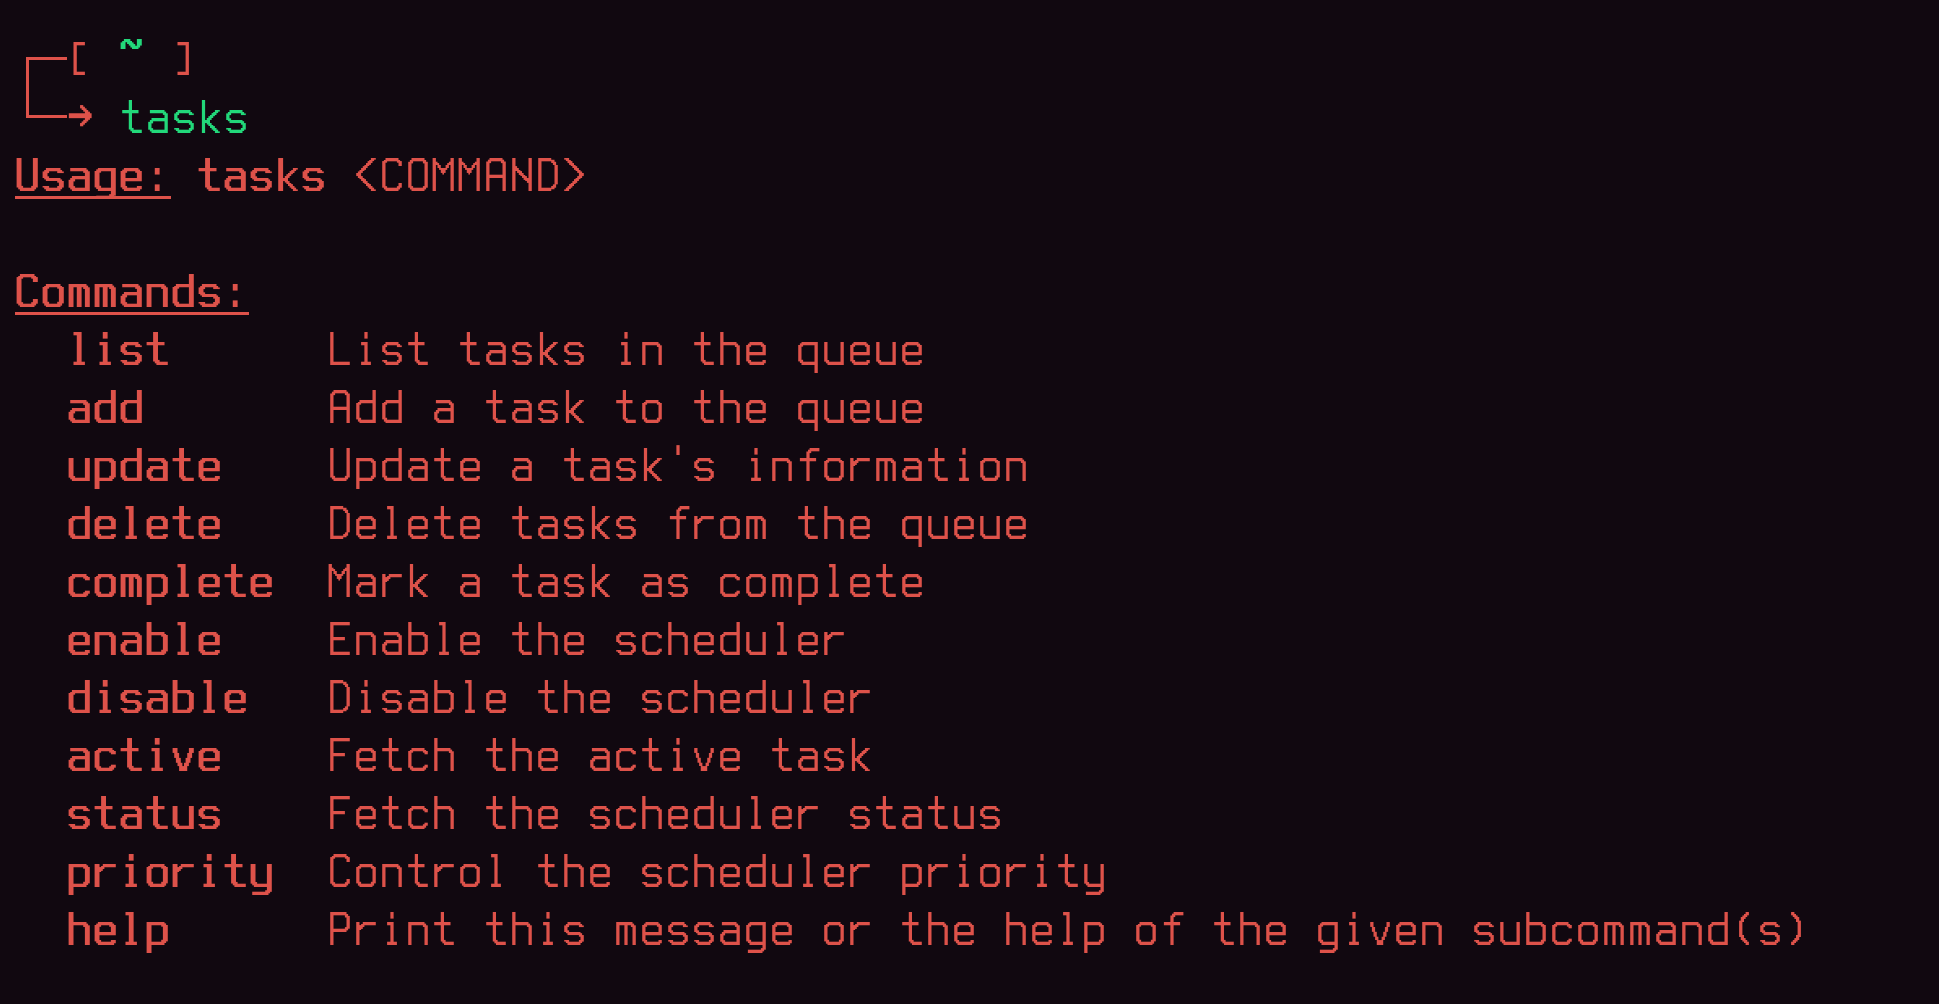 ┌─[ ~ ]
└─→ tasks
Usage: tasks <COMMAND>

Commands:
  list      List tasks in the queue
  add       Add a task to the queue
  update    Update a task's information
  delete    Delete tasks from the queue
  complete  Mark a task as complete
  enable    Enable the scheduler
  disable   Disable the scheduler
  active    Fetch the active task
  status    Fetch the scheduler status
  priority  Control the scheduler priority
  help      Print this message or the help of the given subcommand(s)